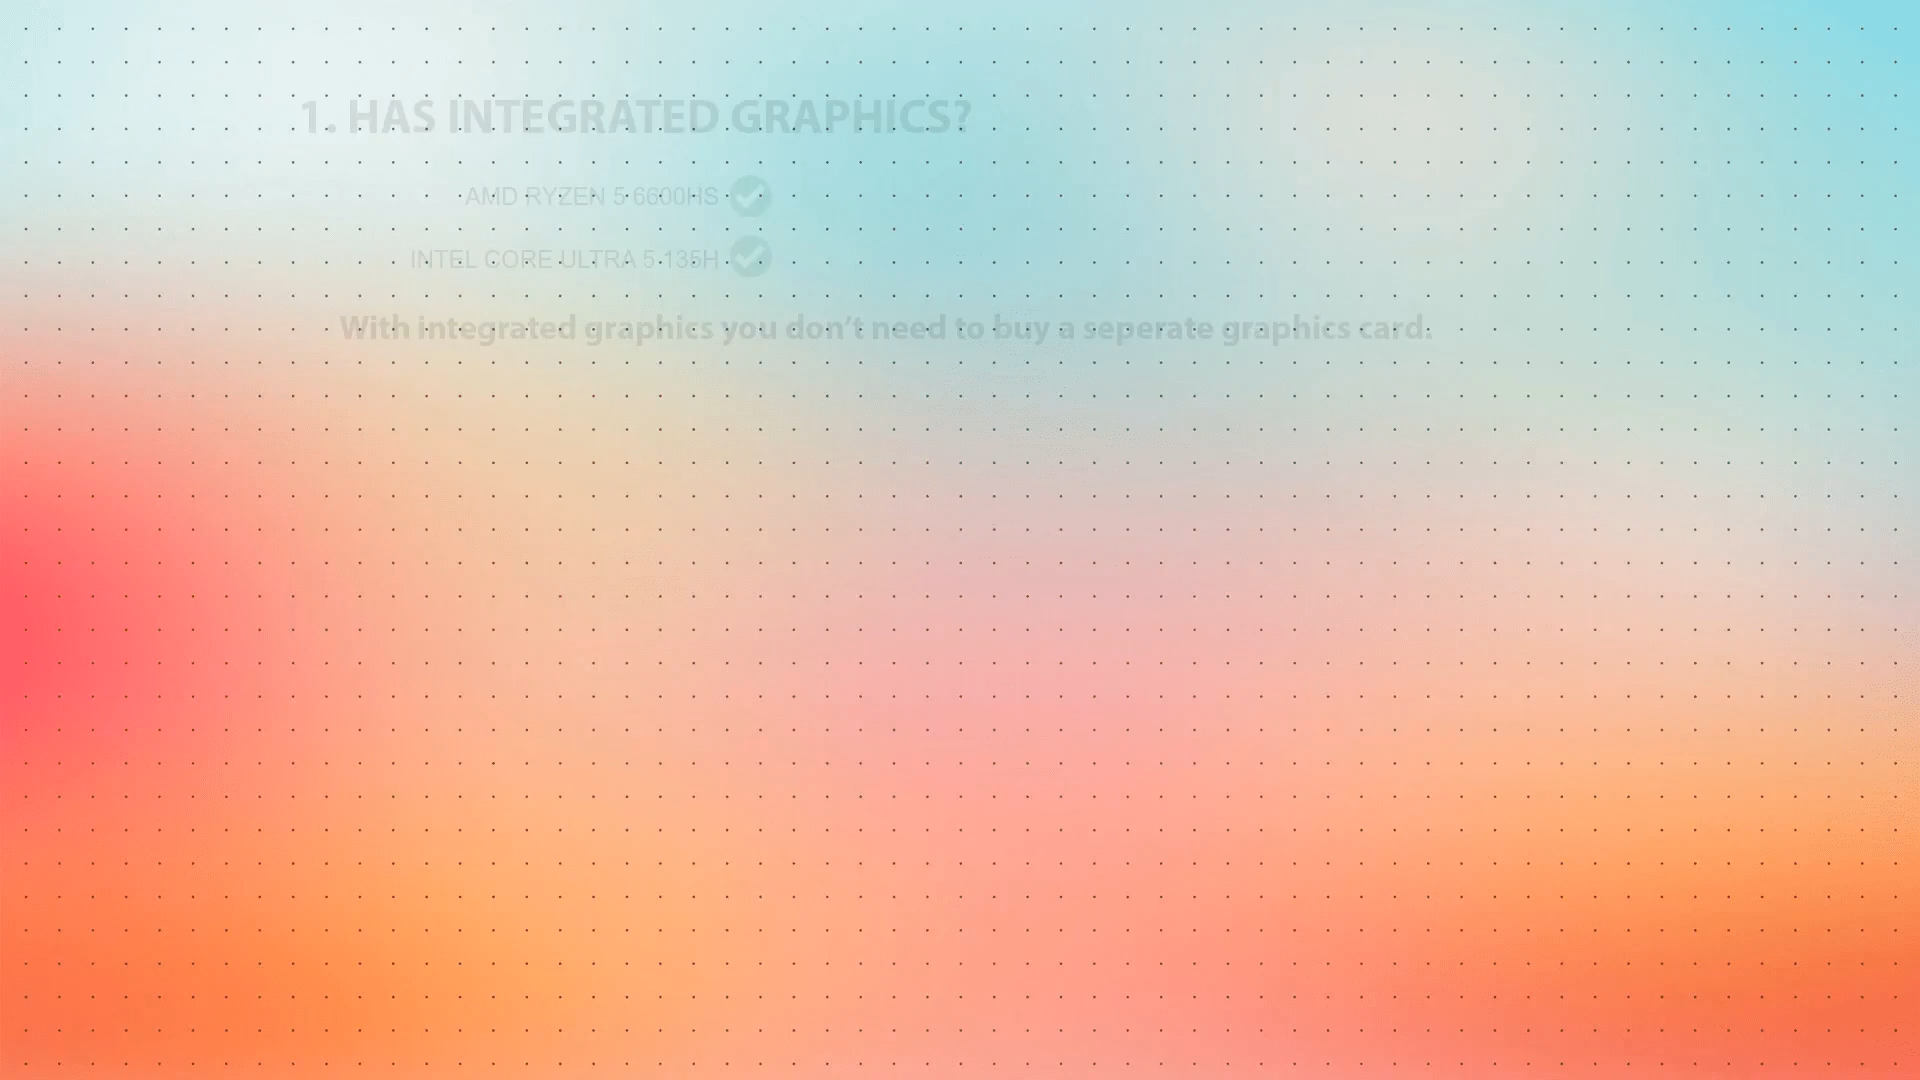 1. HAS INTEGRATED GRAPHICS?
AMD RYZEN 5 6600HS
INTEL CORE ULTRA 5 135H
With integrated graphics you don’t need to buy a seperate graphics card.